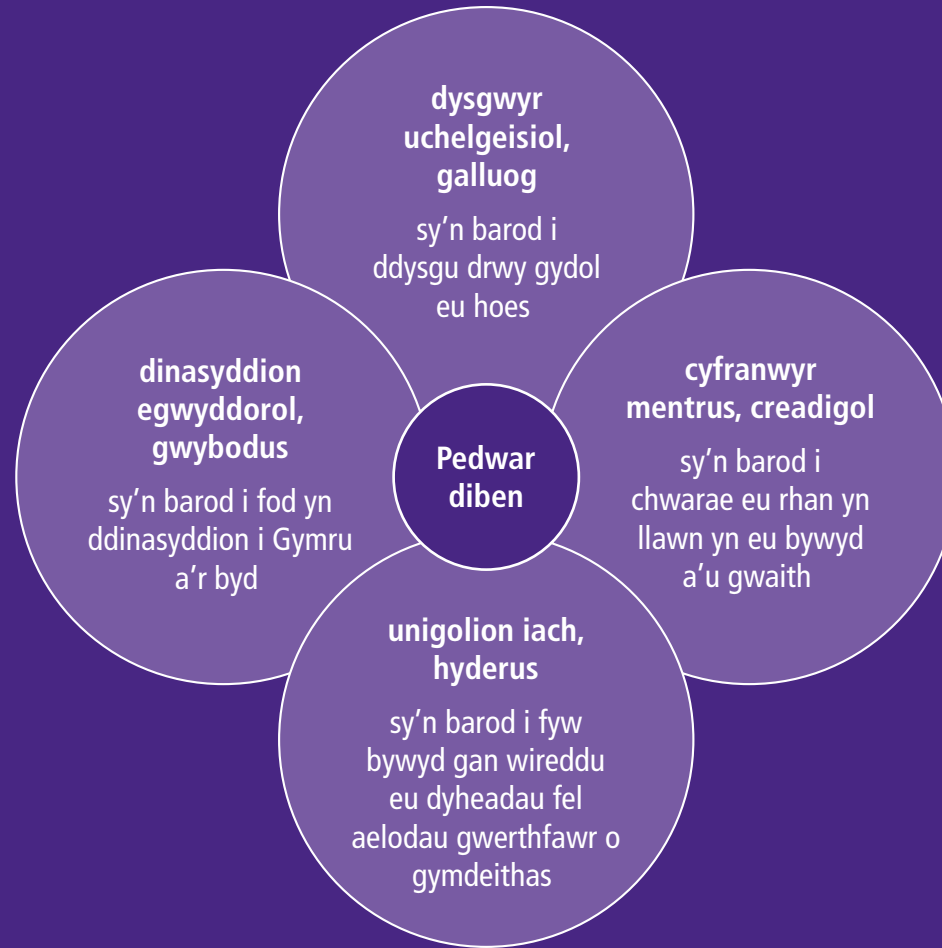 dysgwyr
uchelgeisiol,
galluog
sy'n barod i
ddysgu drwy gydol
eu hoes
dinasyddion
egwyddorol,
gwybodus
sy'n barod i fod yn
ddinasyddion i Gymru
a'r byd
Pedwar
diben
cyfranwyr
mentrus, creadigol
sy'n barod i
chwarae eu rhan yn
llawn yn eu bywyd
a'u gwaith
unigolion iach,
hyderus
sy'n barod i fyw
bywyd gan wireddu
eu dyheadau fel
aelodau gwerthfawr o
gymdeithas